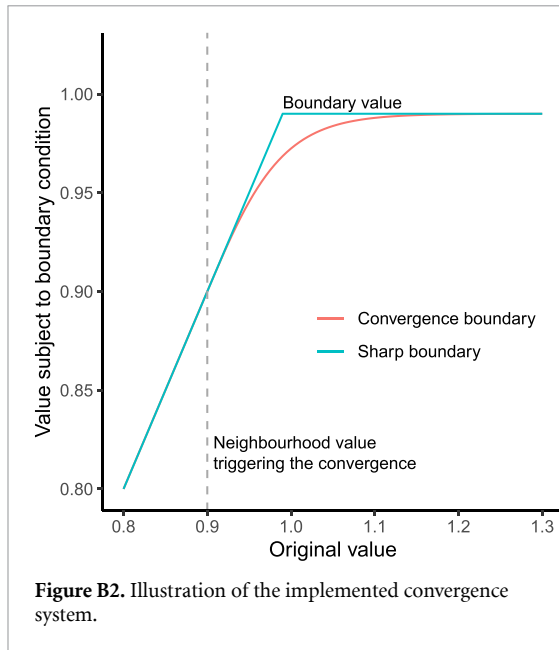 Value subject to boundary condition
1.00
0.95
0.90
0.85
0.80
Boundary value
Convergence boundary
Sharp boundary
Neighbourhood value
triggering the convergence
0.8 0.9 1.0 1.1 1.2 1.3
Original value
Figure B2. Illustration of the implemented convergence
system.